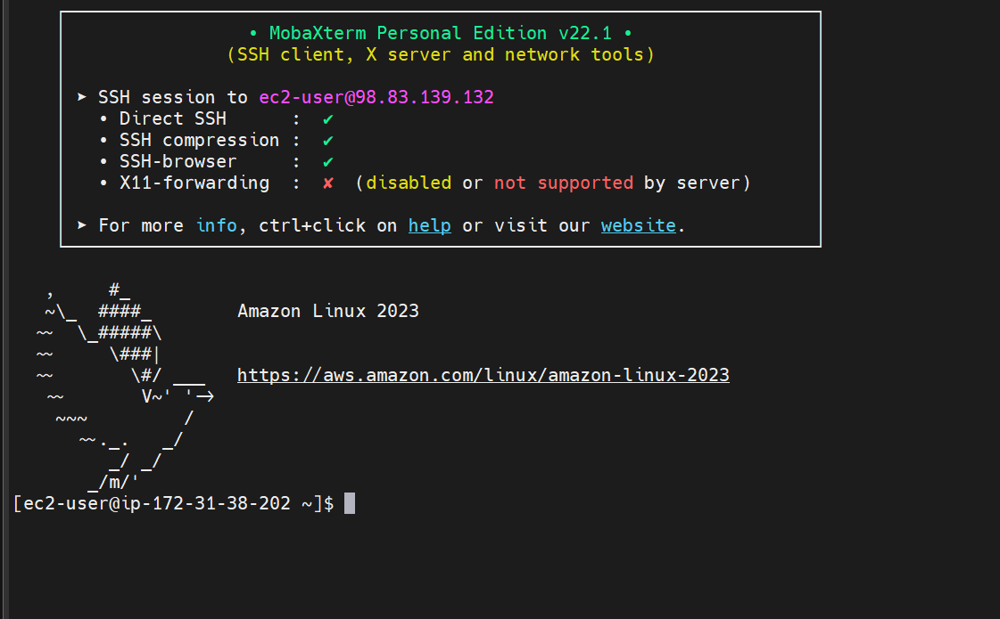 • MobaXterm Personal Edition v22.1 •
(SSH client, X server and network tools)
➤ SSH session to ec2-user@98.83.139.132
• Direct SSH      :  ✔
• SSH compression :  ✔
• SSH-browser     :  ✔
• X11-forwarding  :  ✘  (disabled or not supported by server)
➤ For more info, ctrl+click on help or visit our website.
   ,     #_
   ~\_  ####_        Amazon Linux 2023
  ~~  \_#####\
  ~~     \###|
  ~~       \#/ ___   https://aws.amazon.com/linux/amazon-linux-2023
   ~~       V~' '->
    ~~~         /
      ~~._.   _/
         _/ _/
       _/m/'
[ec2-user@ip-172-31-38-202 ~]$